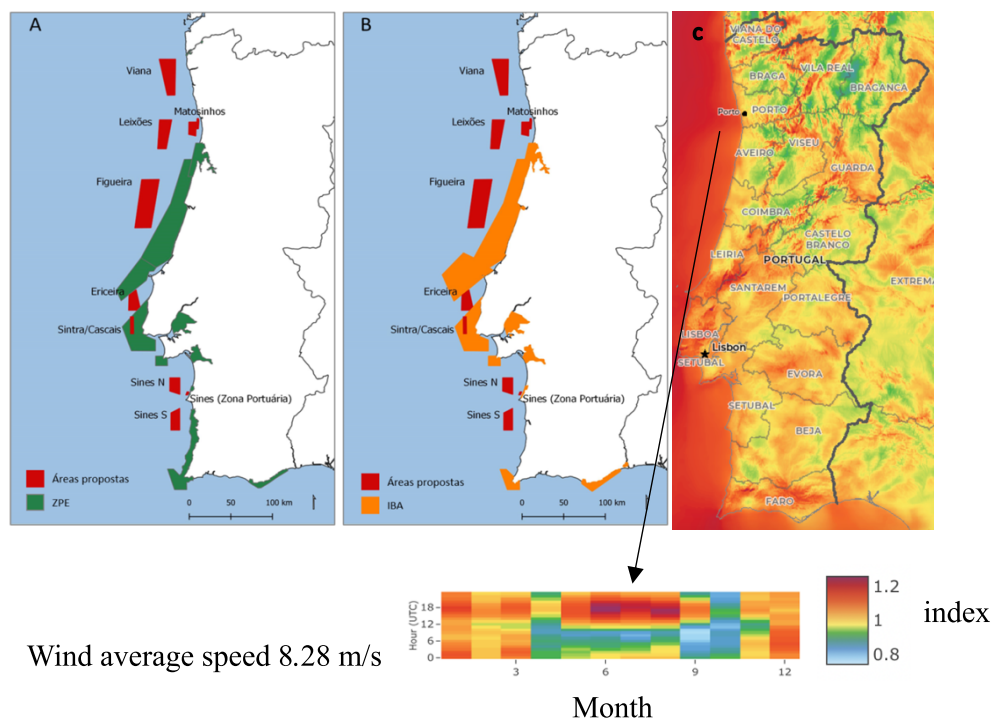 A
Viana
Matosinhos
Leixões
Figueira
Ericeira
Sintra/Cascais
Sines N
Sines (Zona Portuária)
Sines S
Áreas propostas
ZPE
0 50 100 km
B
Viana
Matosinhos
Leixões
Figueira
Ericeira
Sintra/Cascais
Sines N
Sines (Zona Portuária)
Sines S
Áreas propostas
IBA
0 50 100 km
c
VIANA DO
CASTELO
BRAGA
VILA REAL
BRAGANCA
Porto
PORTO
AVEIRO
VISEU
GUARDA
COIMBRA
CASTELO
BRANCO
LEIRIA
PORTUGAL
EXTREMA
SANTAREM
PORTALEGRE
LISBOA
Lisbon
SETUBAL
EVORA
SETUBAL
BEJA
FARO
Wind average speed 8.28 m/s
Hour (UTC)
18
12
6
0
3 6 9 12
Month
1.2
1
0.8
index